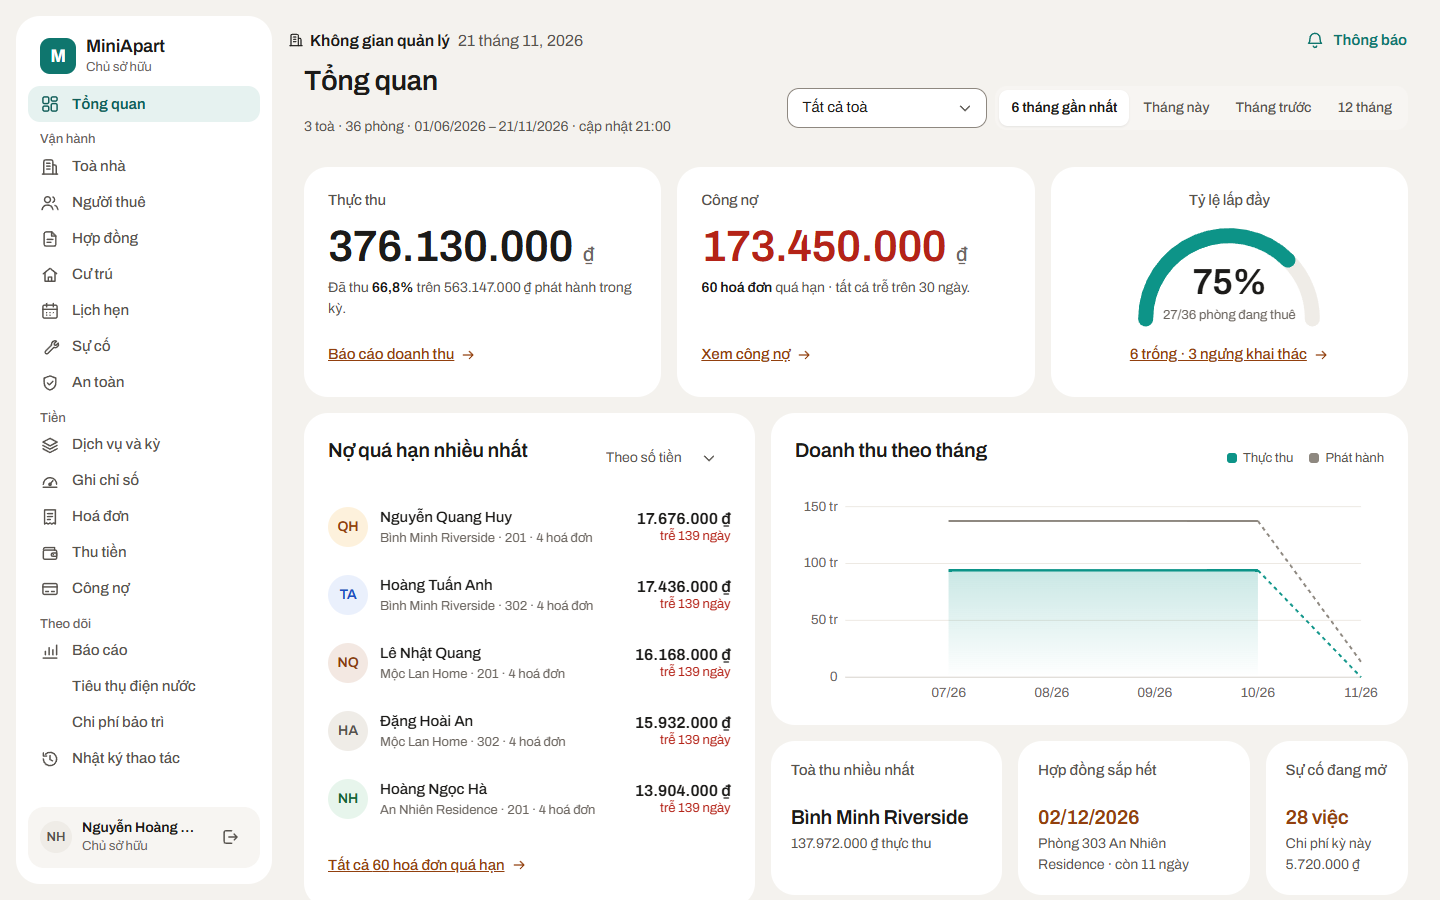 M
MiniApart
Chủ sở hữu
Tổng quan
Vận hành
Toà nhà
Người thuê
Hợp đồng
Cư trú
Lịch hẹn
Sự cố
An toàn
Tiền
Dịch vụ và kỳ
Ghi chỉ số
Hoá đơn
Thu tiền
Công nợ
Theo dõi
Báo cáo
Tiêu thụ điện nước
Chi phí bảo trì
Nhật ký thao tác
NH
Nguyễn Hoàng ...
Chủ sở hữu
Không gian quản lý 21 tháng 11, 2026
Thông báo
Tổng quan
3 toà · 36 phòng · 01/06/2026 – 21/11/2026 · cập nhật 21:00
Tất cả toà
6 tháng gần nhất
Tháng này
Tháng trước
12 tháng
Thực thu
376.130.000 ₫
Đã thu 66,8% trên 563.147.000 ₫ phát hành trong
kỳ.
Báo cáo doanh thu →
Công nợ
173.450.000 ₫
60 hoá đơn quá hạn · tất cả trễ trên 30 ngày.
Xem công nợ →
Tỷ lệ lấp đầy
75%
27/36 phòng đang thuê
6 trống · 3 ngưng khai thác →
Nợ quá hạn nhiều nhất
Theo số tiền
QH
Nguyễn Quang Huy
Bình Minh Riverside · 201 · 4 hoá đơn
17.676.000 ₫
trễ 139 ngày
TA
Hoàng Tuấn Anh
Bình Minh Riverside · 302 · 4 hoá đơn
17.436.000 ₫
trễ 139 ngày
NQ
Lê Nhật Quang
Mộc Lan Home · 201 · 4 hoá đơn
16.168.000 ₫
trễ 139 ngày
HA
Đặng Hoài An
Mộc Lan Home · 302 · 4 hoá đơn
15.932.000 ₫
trễ 139 ngày
NH
Hoàng Ngọc Hà
An Nhiên Residence · 201 · 4 hoá đơn
13.904.000 ₫
trễ 139 ngày
Tất cả 60 hoá đơn quá hạn →
Doanh thu theo tháng
Thực thu
Phát hành
150 tr
100 tr
50 tr
0
07/26
08/26
09/26
10/26
11/26
Toà thu nhiều nhất
Bình Minh Riverside
137.972.000 ₫ thực thu
Hợp đồng sắp hết
02/12/2026
Phòng 303 An Nhiên
Residence · còn 11 ngày
Sự cố đang mở
28 việc
Chi phí kỳ này
5.720.000 ₫